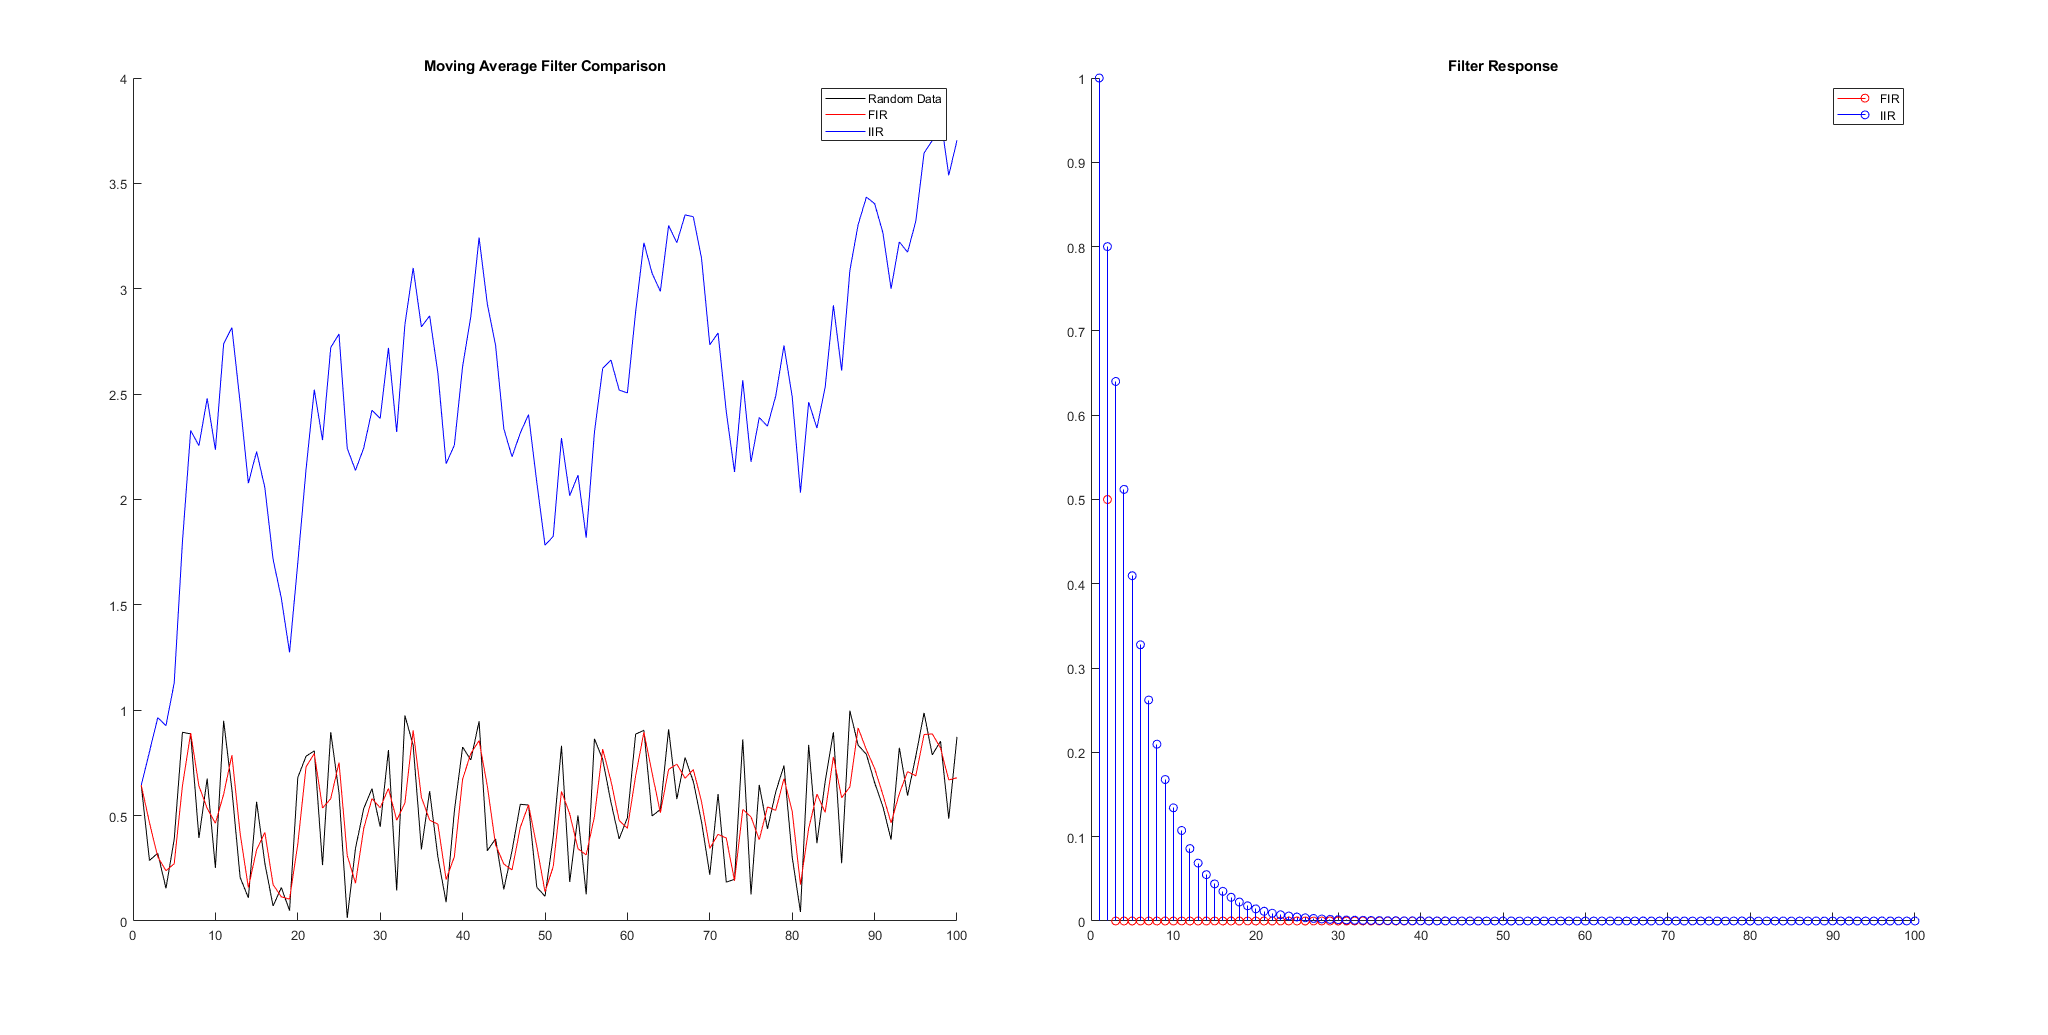 Moving Average Filter Comparison
4
3.5
3
2.5
2
1.5
1
0.5
0
0 10 20 30 40 50 60 70 80 90 100
Random Data
FIR
IIR
Filter Response
1
0.9
0.8
0.7
0.6
0.5
0.4
0.3
0.2
0.1
0
0 10 20 30 40 50 60 70 80 90 100
FIR
IIR